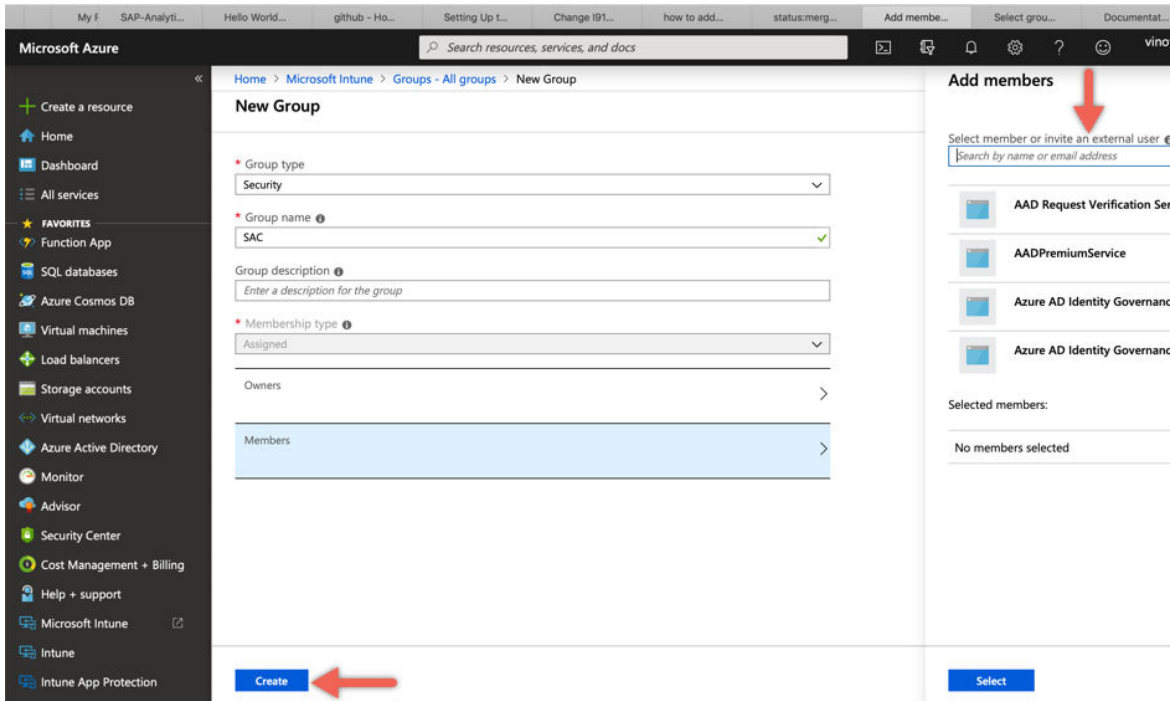 My F
SAP-Analyti...
Hello World...
github - Ho...
Setting Up t...
Change I91...
how to add...
status:merg...
Add membe...
Select grou...
Documentat...
Microsoft Azure
Search resources, services, and docs
vino
«
Create a resource
Home
Dashboard
All services
FAVORITES
Function App
SQL databases
Azure Cosmos DB
Virtual machines
Load balancers
Storage accounts
Virtual networks
Azure Active Directory
Monitor
Advisor
Security Center
Cost Management + Billing
Help + support
Microsoft Intune
Intune
Intune App Protection
Home > Microsoft Intune > Groups - All groups > New Group
New Group
* Group type
Security
* Group name
SAC
Group description
Enter a description for the group
* Membership type
Assigned
Owners
Members
Create
Add members
Select member or invite an external user
Search by name or email address
AAD Request Verification Ser
AADPremiumService
Azure AD Identity Governanc
Azure AD Identity Governanc
Selected members:
No members selected
Select